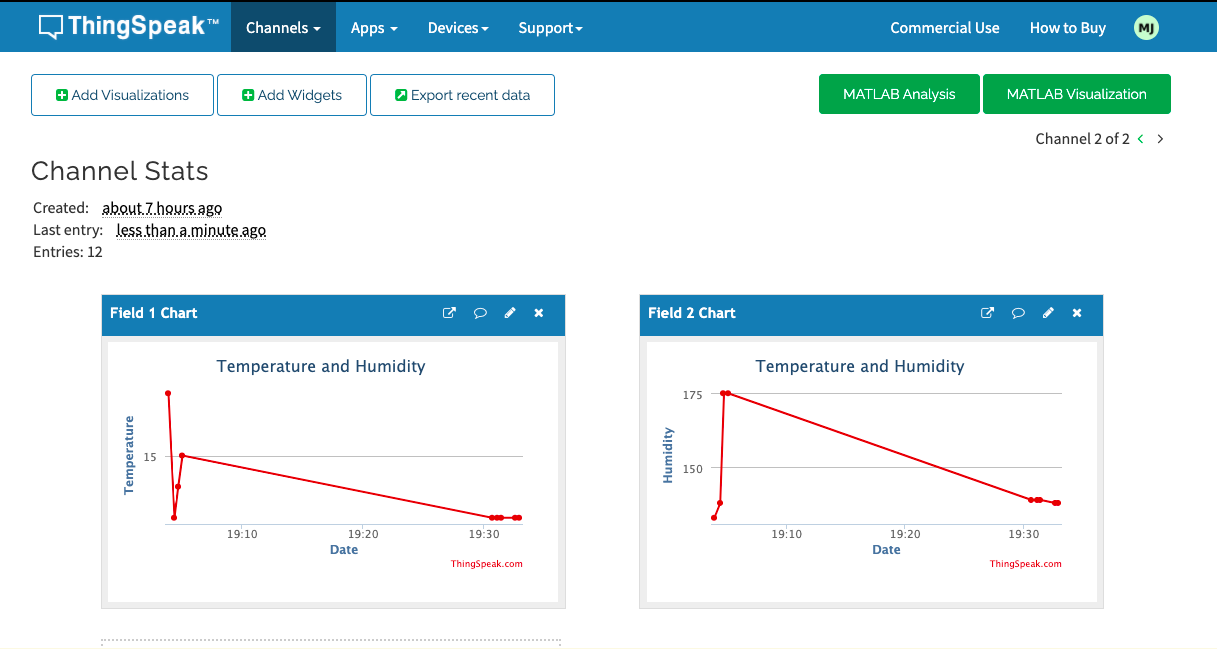 ThingSpeak™ Channels Apps Devices Support Commercial Use How to Buy MJ
Add Visualizations Add Widgets Export recent data MATLAB Analysis MATLAB Visualization
Channel 2 of 2
Channel Stats
Created: about 7 hours ago
Last entry: less than a minute ago
Entries: 12
Field 1 Chart
Temperature and Humidity
Temperature
15
19:10 19:20 19:30
Date
ThingSpeak.com
Field 2 Chart
Temperature and Humidity
Humidity
175
150
19:10 19:20 19:30
Date
ThingSpeak.com